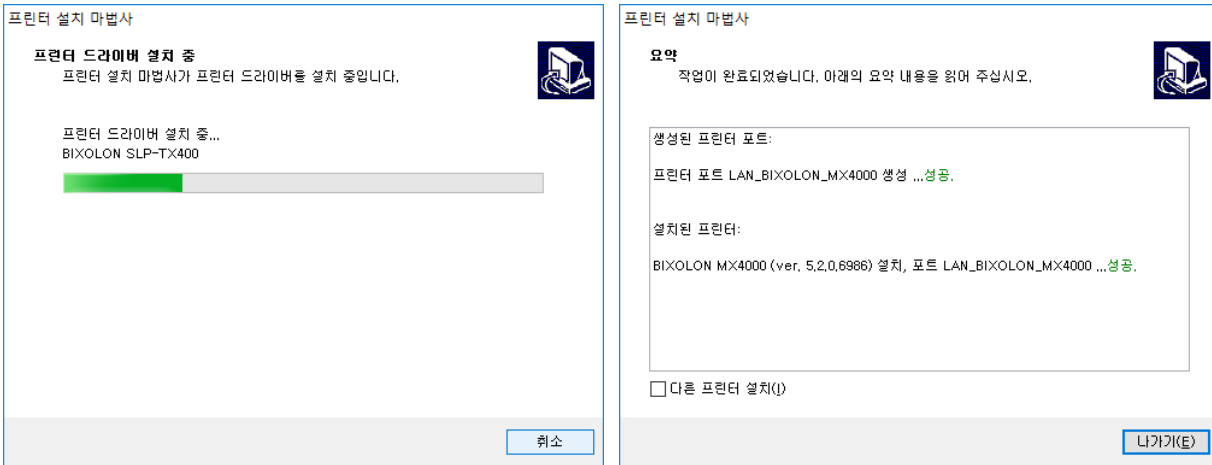 프린터 설치 마법사
프린터 드라이버 설치 중
프린터 설치 마법사가 프린터 드라이버를 설치 중입니다.
프린터 드라이버 설치 중...
BIXOLON SLP-TX400
취소
프린터 설치 마법사
요약
작업이 완료되었습니다. 아래의 요약 내용을 읽어 주십시오.
생성된 프린터 포트:
프린터 포트 LAN_BIXOLON_MX4000 생성 ...성공.
설치된 프린터:
BIXOLON MX4000 (ver. 5.2.0.6986) 설치, 포트 LAN_BIXOLON_MX4000 ...성공.
다른 프린터 설치(I)
나가기(E)